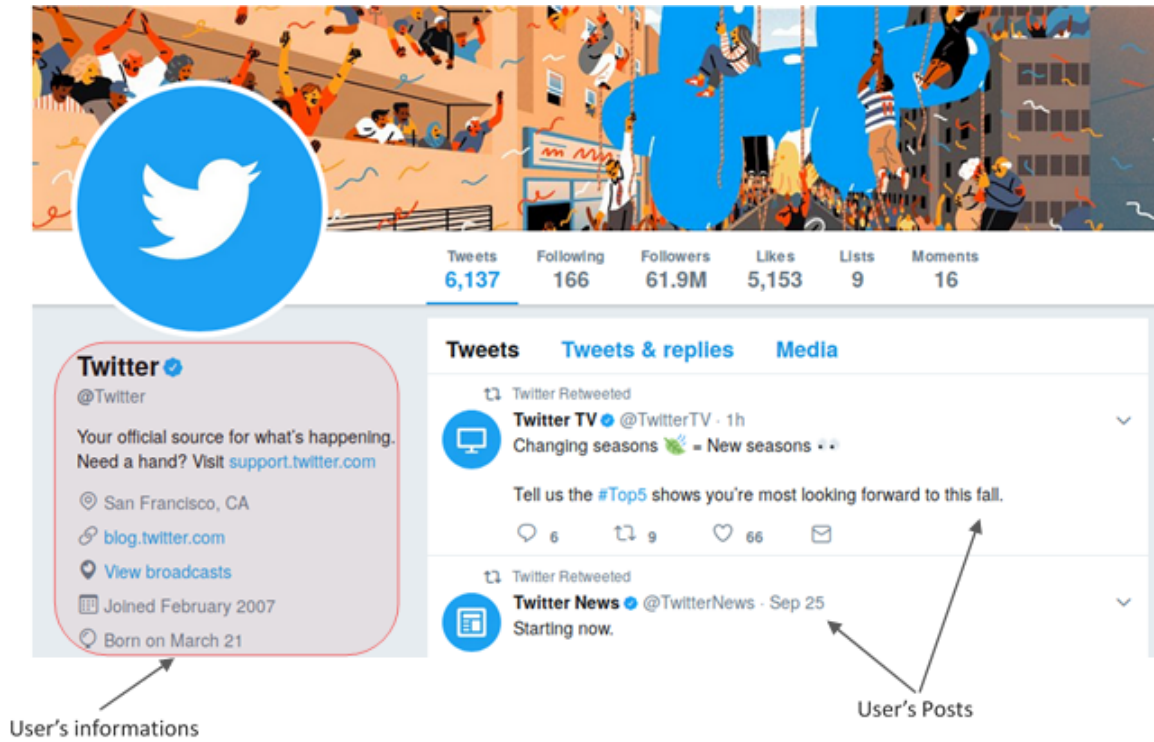 Tweets Following Followers Likes Lists Moments
6,137 166 61.9M 5,153 9 16
Twitter
@Twitter
Your official source for what's happening.
Need a hand? Visit support.twitter.com
San Francisco, CA
blog.twitter.com
View broadcasts
Joined February 2007
Born on March 21
User's informations
Tweets Tweets & replies Media
Twitter Retweeted
Twitter TV @TwitterTV · 1h
Changing seasons 🍃 = New seasons 👀
Tell us the #Top5 shows you're most looking forward to this fall.
6 9 66
Twitter Retweeted
Twitter News @TwitterNews · Sep 25
Starting now.
User's Posts